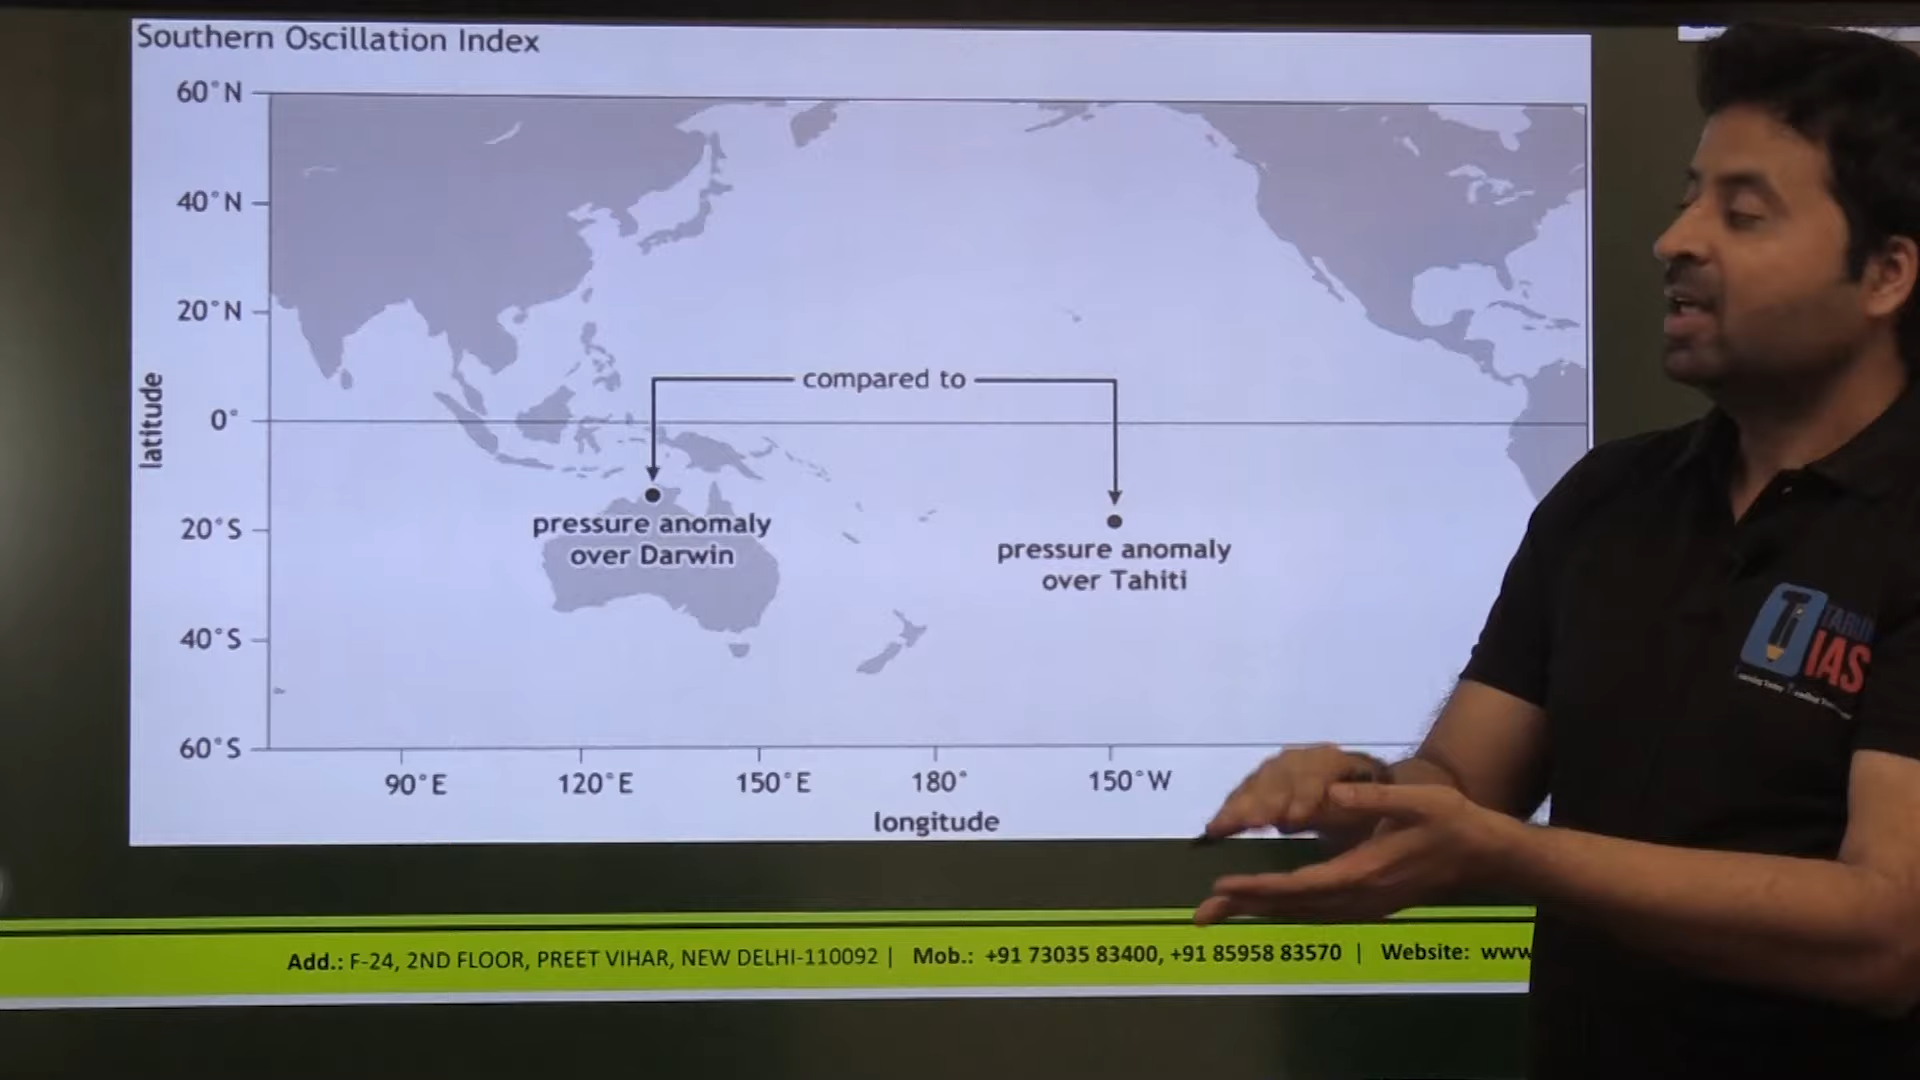 Southern Oscillation Index
60°N
40°N
20°N
0°
20°S
40°S
60°S
latitude
compared to
pressure anomaly
over Darwin
pressure anomaly
over Tahiti
90°E
120°E
150°E
180°
150°W
longitude
TARU
IAS
Add.: F-24, 2ND FLOOR, PREET VIHAR, NEW DELHI-110092 | Mob.: +91 73035 83400, +91 85958 83570 | Website: www